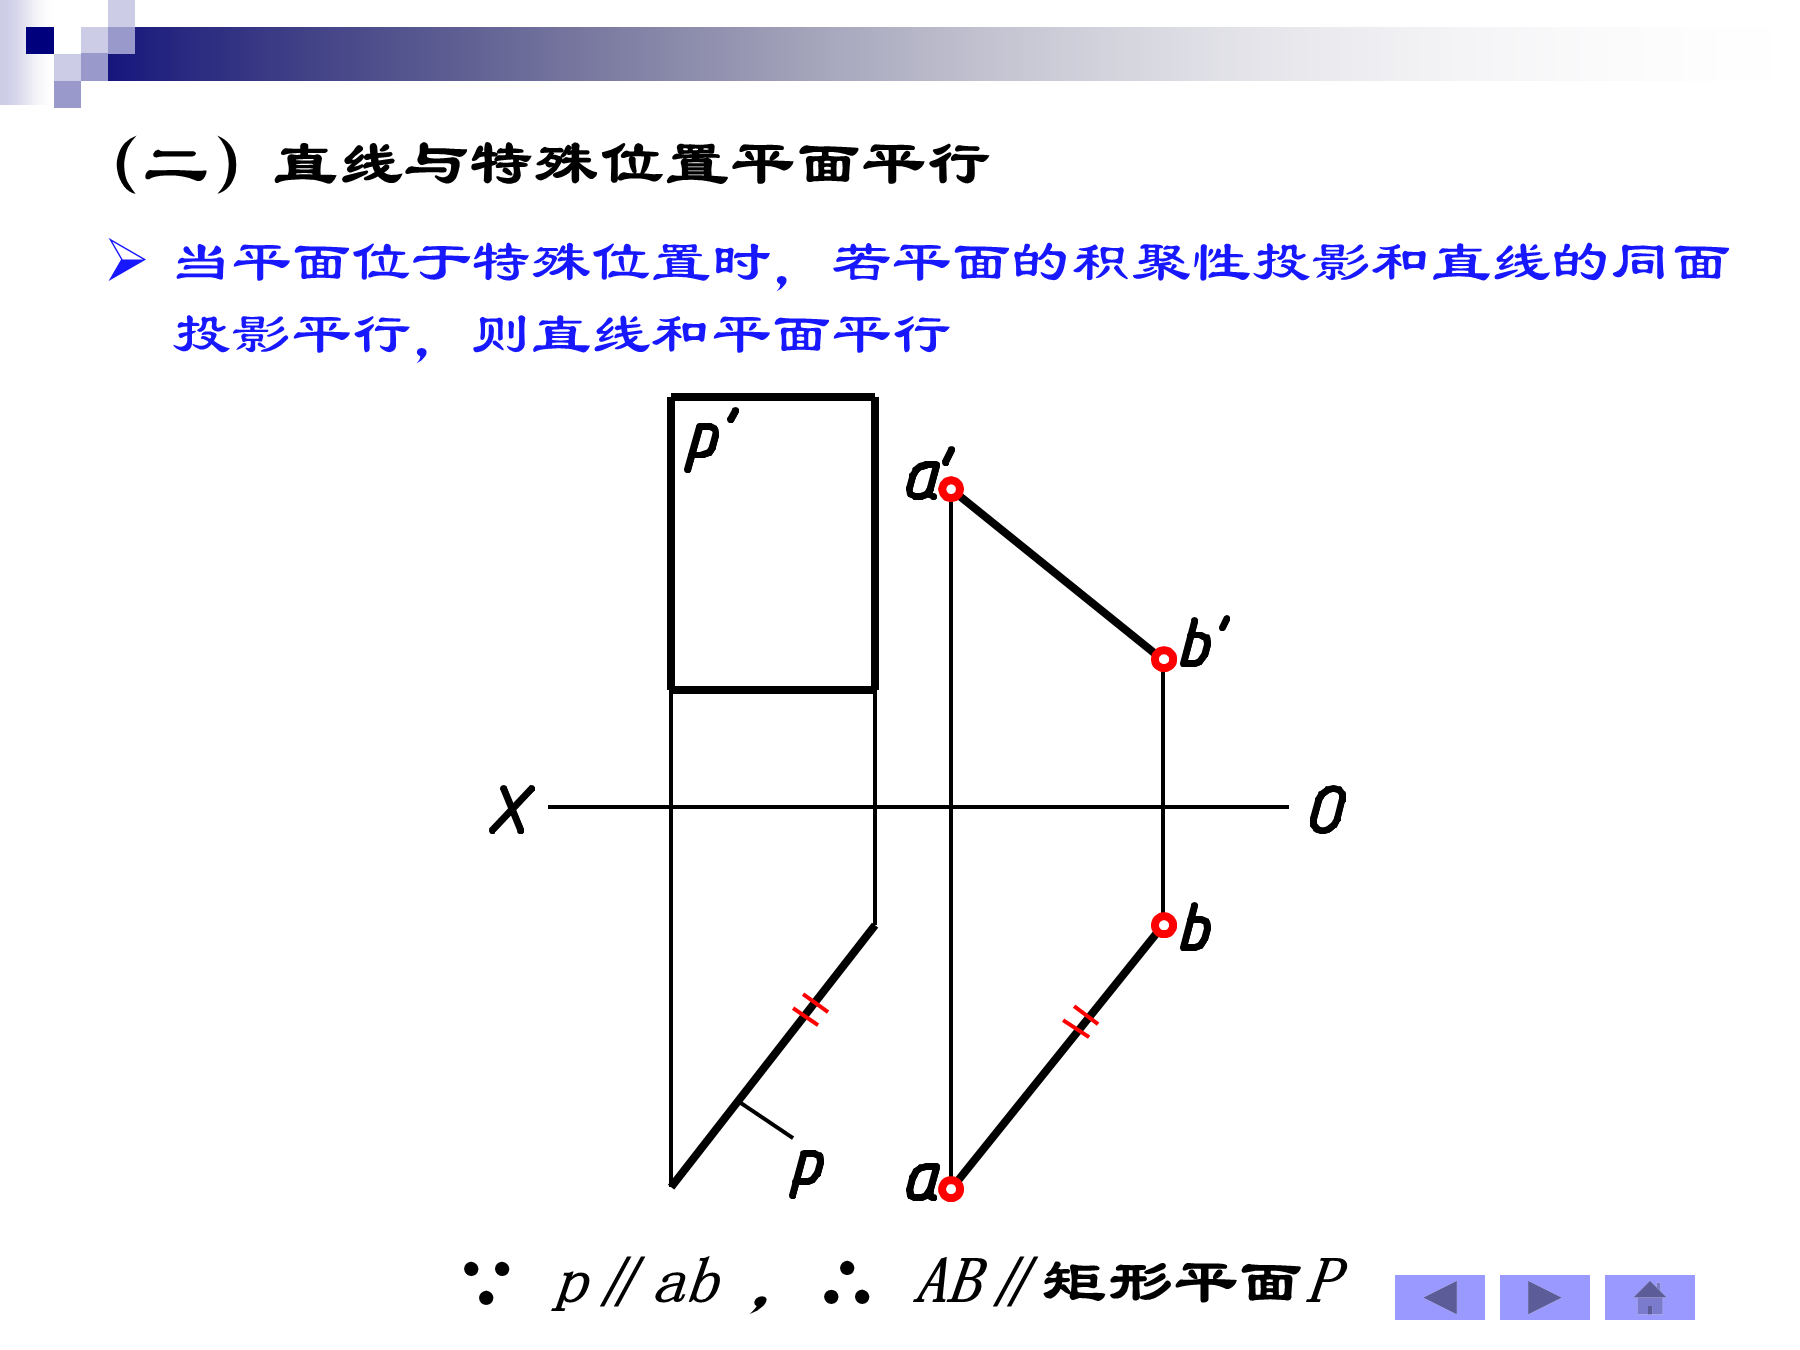 （二）直线与特殊位置平面平行
当平面位于特殊位置时，若平面的积聚性投影和直线的同面
投影平行，则直线和平面平行
p′
a′
b′
X
O
b
p
a
∵ p∥ab ，∴ AB∥矩形平面P